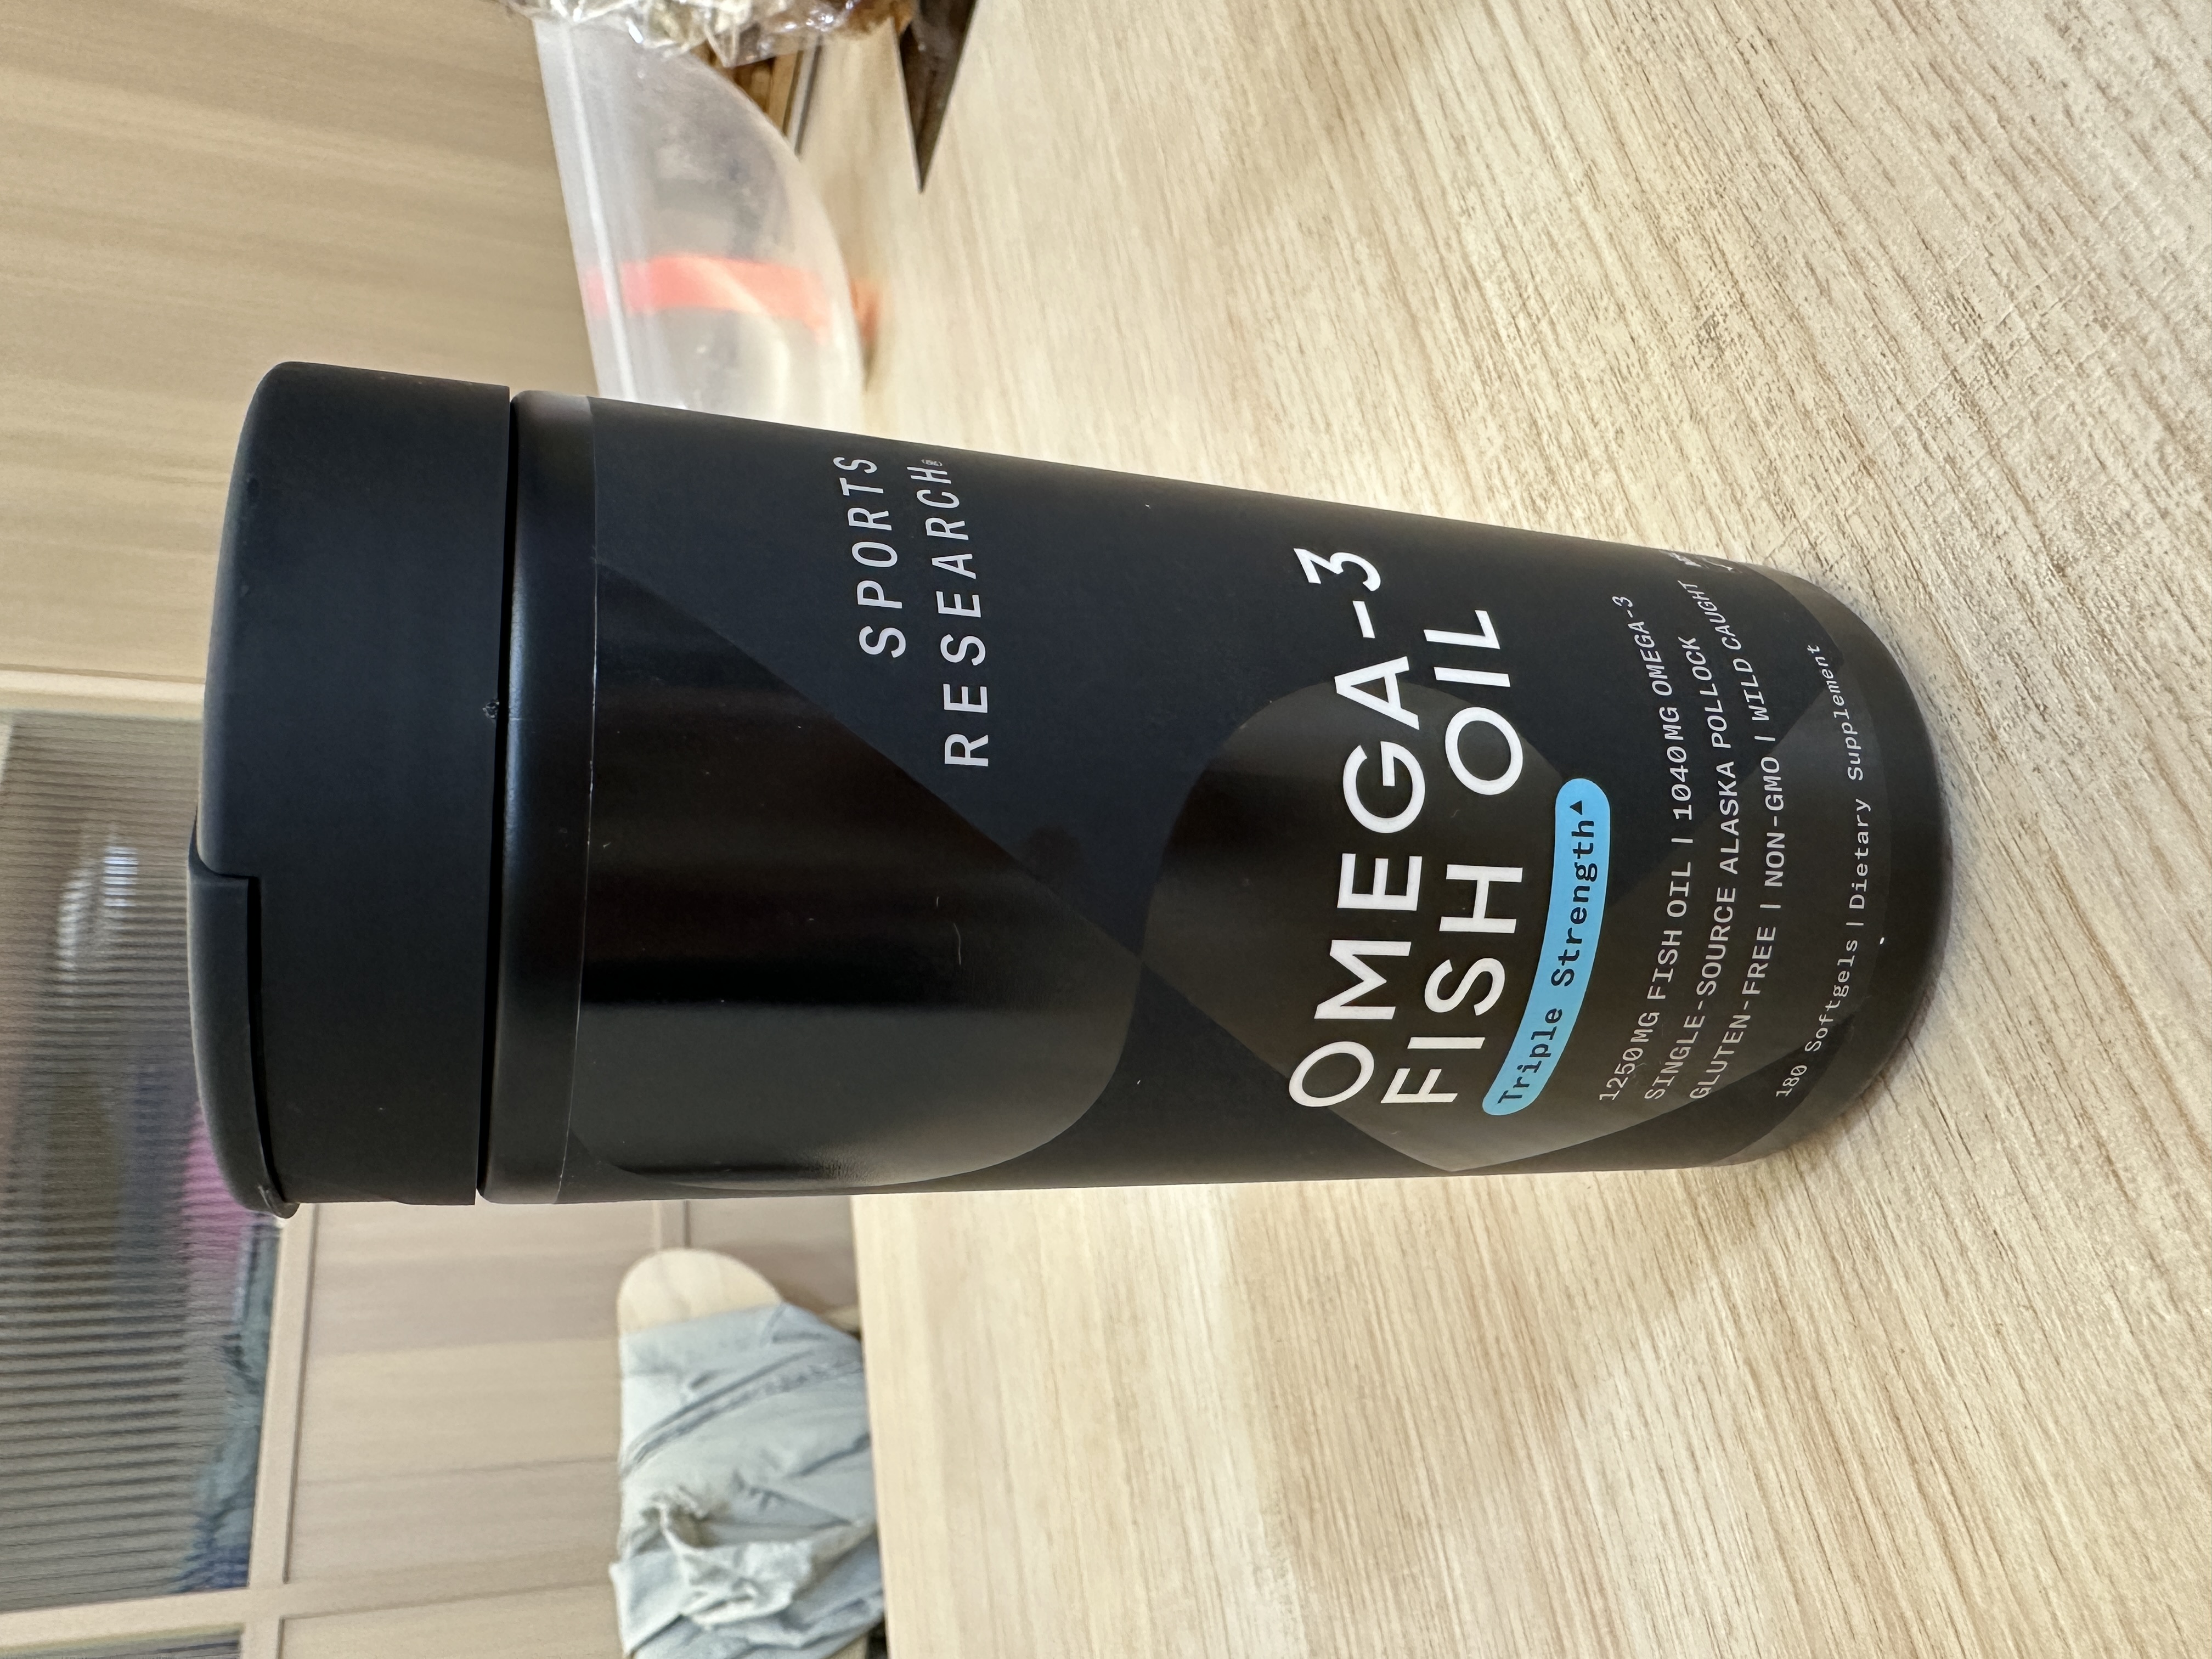 SPORTS
RESEARCH®
OMEGA-3
FISH OIL
Triple Strength▲
1250 MG FISH OIL | 1040 MG OMEGA-3
SINGLE-SOURCE ALASKA POLLOCK
GLUTEN-FREE | NON-GMO | WILD CAUGHT
180 Softgels | Dietary Supplement